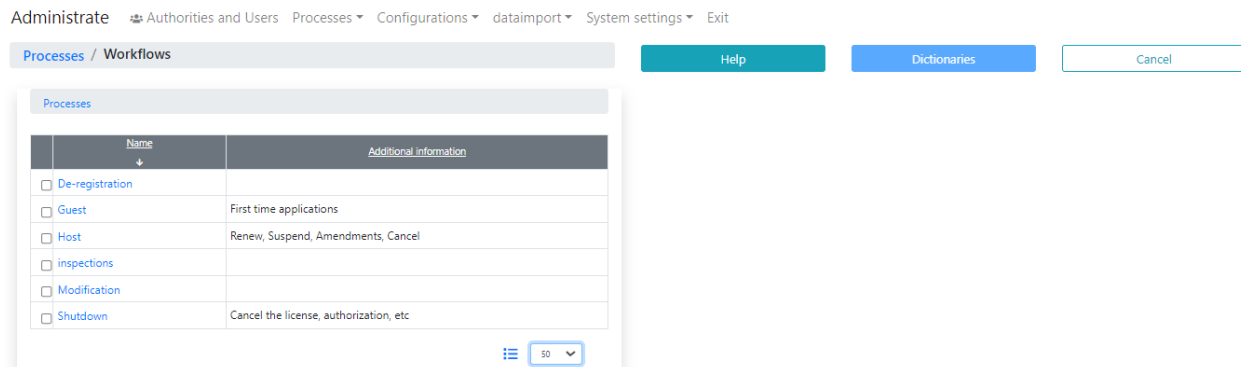 Administrate Authorities and Users Processes Configurations dataimport System settings Exit
Processes / Workflows
Help Dictionaries Cancel
Processes
Name Additional information
De-registration
Guest First time applications
Host Renew, Suspend, Amendments, Cancel
inspections
Modification
Shutdown Cancel the license, authorization, etc
50